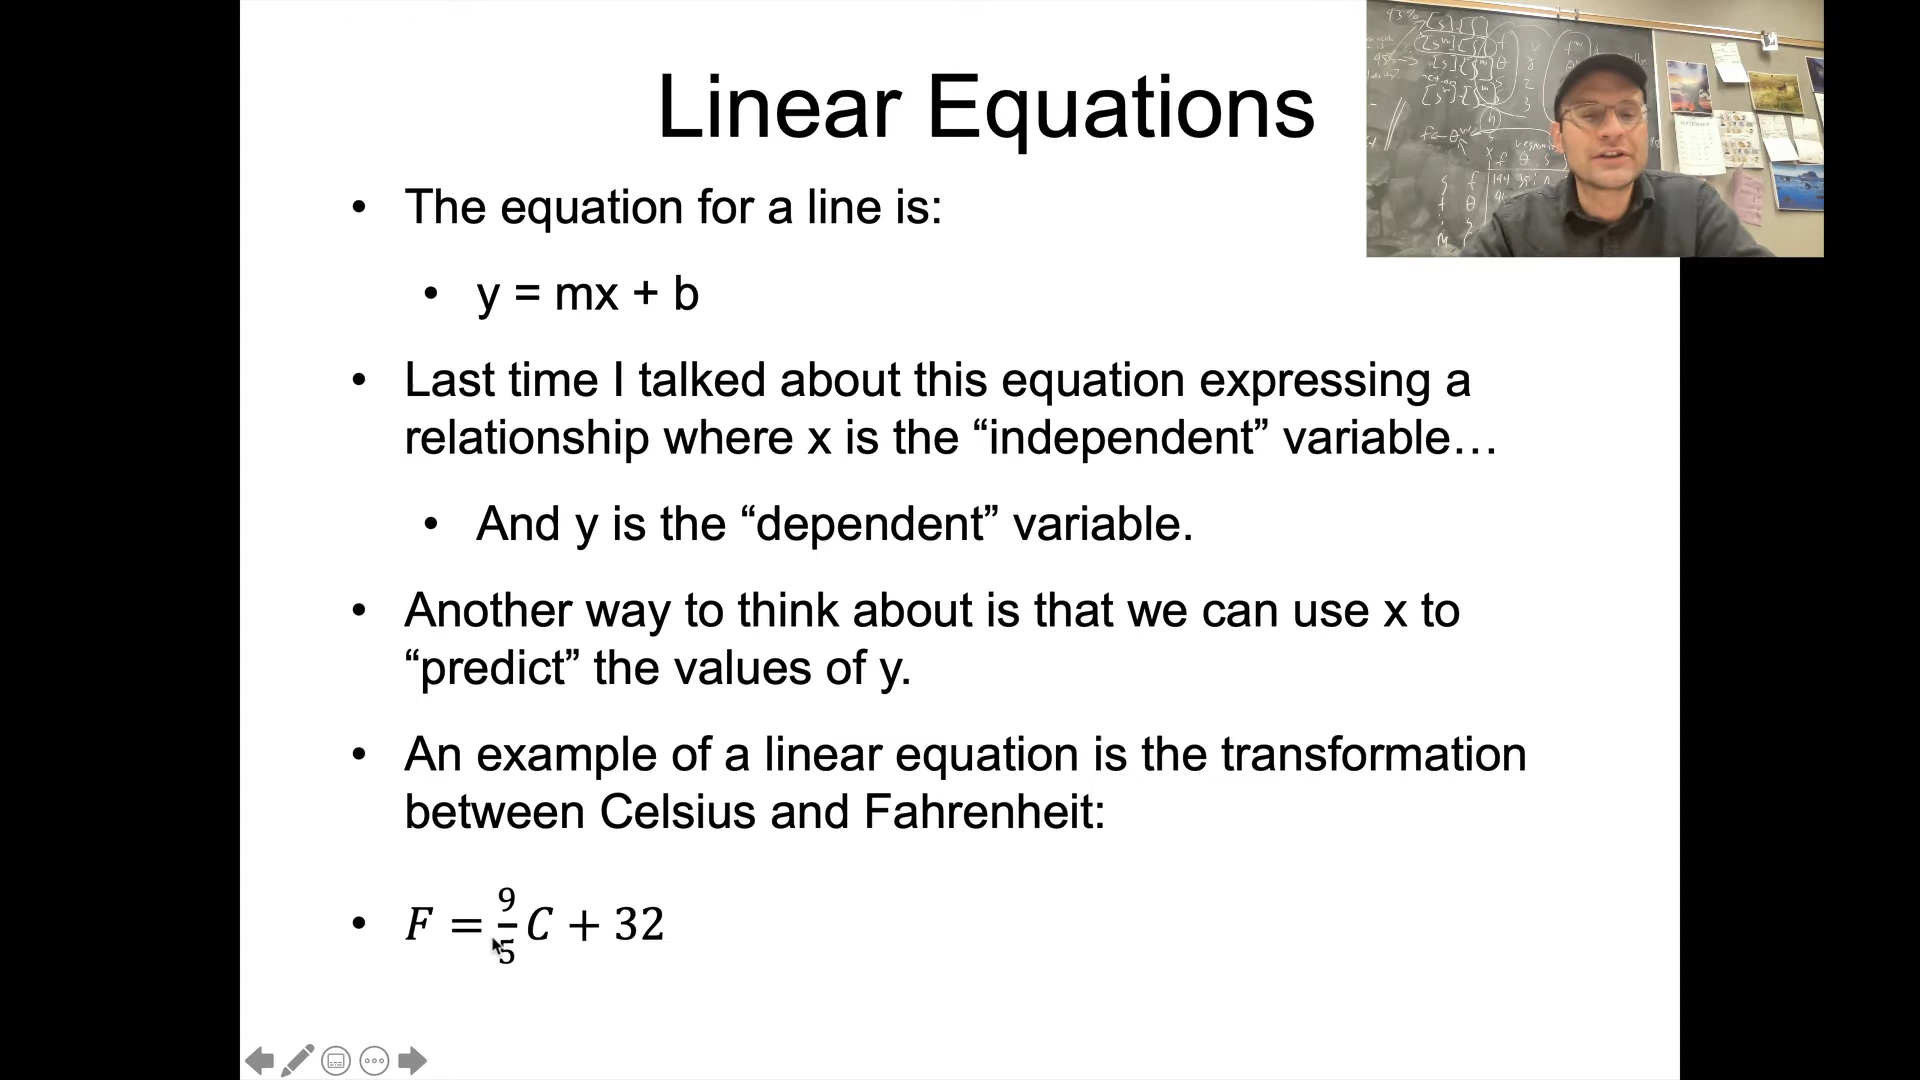 Linear Equations
• The equation for a line is:
• y = mx + b
• Last time I talked about this equation expressing a
relationship where x is the “independent” variable…
• And y is the “dependent” variable.
• Another way to think about is that we can use x to
“predict” the values of y.
• An example of a linear equation is the transformation
between Celsius and Fahrenheit:
• F = 9/5 C + 32
93%